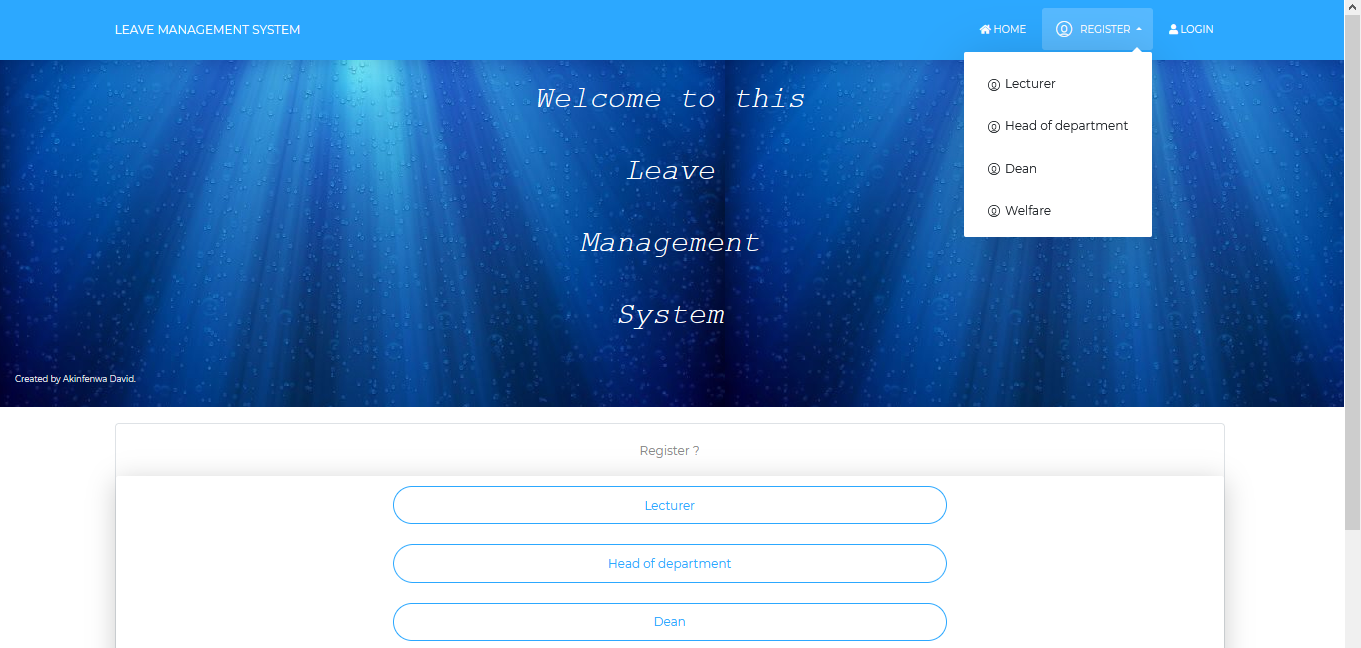 LEAVE MANAGEMENT SYSTEM
HOME
REGISTER
LOGIN
Lecturer
Head of department
Dean
Welfare
Welcome to this
Leave
Management
System
Created by Akinfenwa David.
Register ?
Lecturer
Head of department
Dean